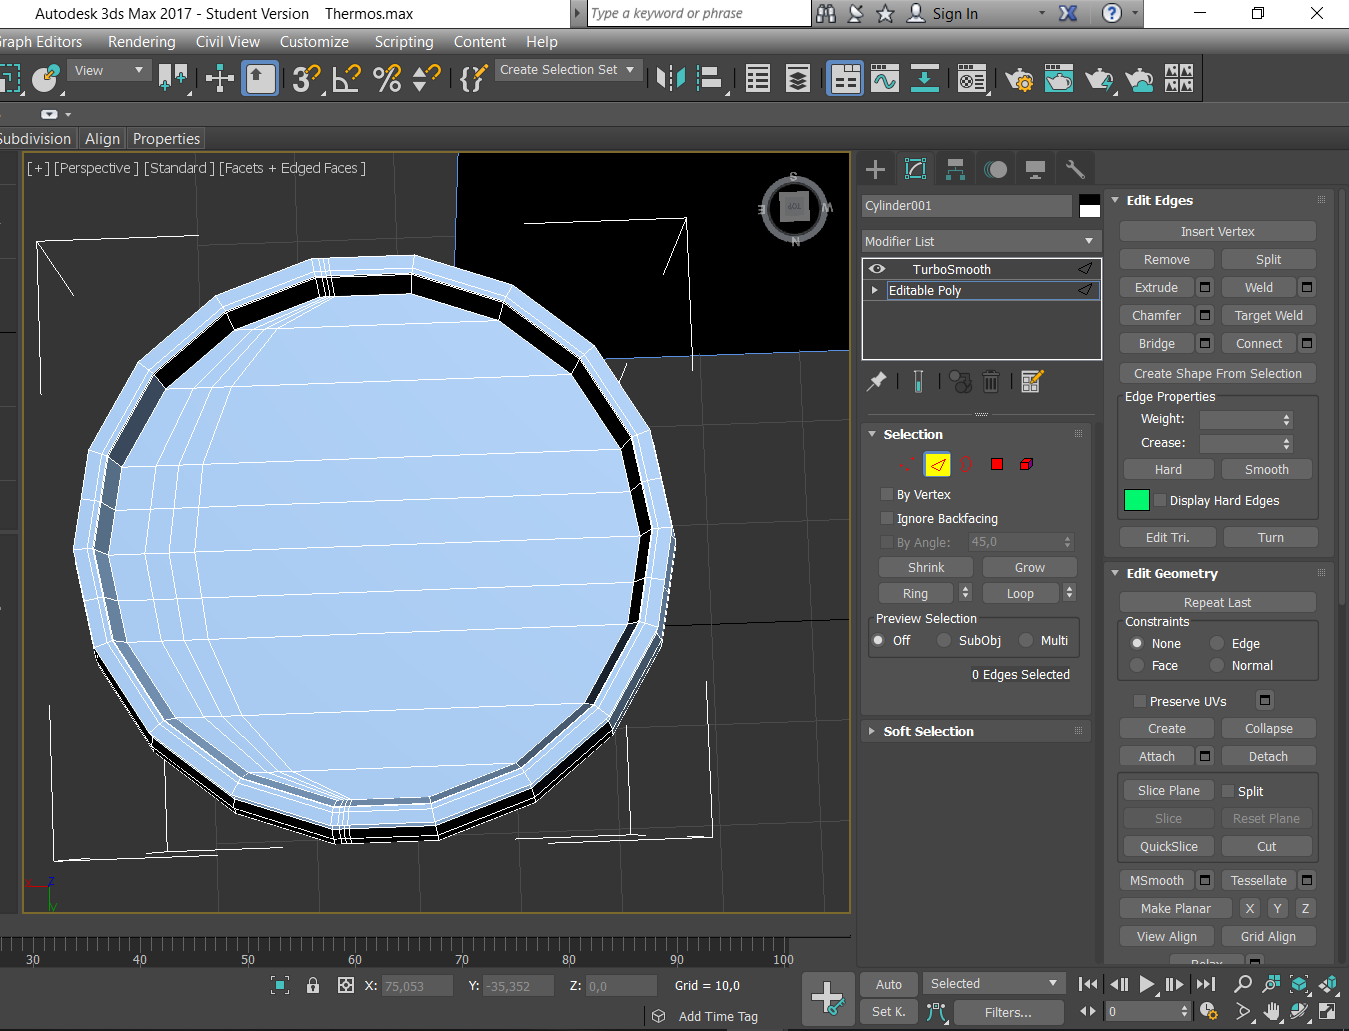 Autodesk 3ds Max 2017 - Student Version    Thermos.max
Type a keyword or phrase
Sign In
raph Editors    Rendering    Civil View    Customize    Scripting    Content    Help
View
Create Selection Set
Subdivision    Align    Properties
[+] [Perspective ] [Standard ] [Facets + Edged Faces ]
S
E
W
N
TOP
Cylinder001
Modifier List
TurboSmooth
Editable Poly
Selection
By Vertex
Ignore Backfacing
By Angle: 45,0
Shrink    Grow
Ring    Loop
Preview Selection
Off    SubObj    Multi
0 Edges Selected
Soft Selection
Edit Edges
Insert Vertex
Remove    Split
Extrude    Weld
Chamfer    Target Weld
Bridge    Connect
Create Shape From Selection
Edge Properties
Weight:
Crease:
Hard    Smooth
Display Hard Edges
Edit Tri.    Turn
Edit Geometry
Repeat Last
Constraints
None    Edge
Face    Normal
Preserve UVs
Create    Collapse
Attach    Detach
Slice Plane    Split
Slice    Reset Plane
QuickSlice    Cut
MSmooth    Tessellate
Make Planar    X    Y    Z
View Align    Grid Align
Relax
z
y
30    40    50    60    70    80    90    100
X: 75,053    Y: -35,352    Z: 0,0    Grid = 10,0
Add Time Tag
Auto    Selected
Set K.    Filters...
0